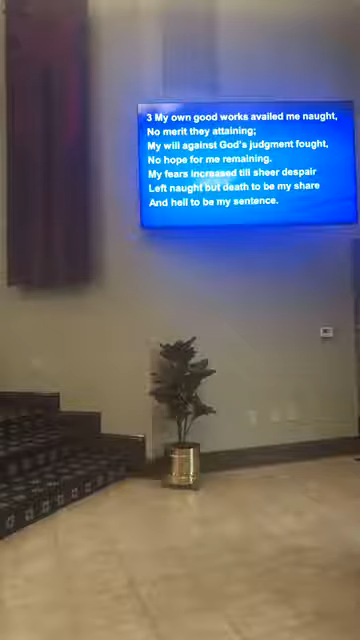 3 My own good works availed me naught,
No merit they attaining;
My will against God's judgment fought,
No hope for me remaining.
My fears increased till sheer despair
Left naught but death to be my share
And hell to be my sentence.